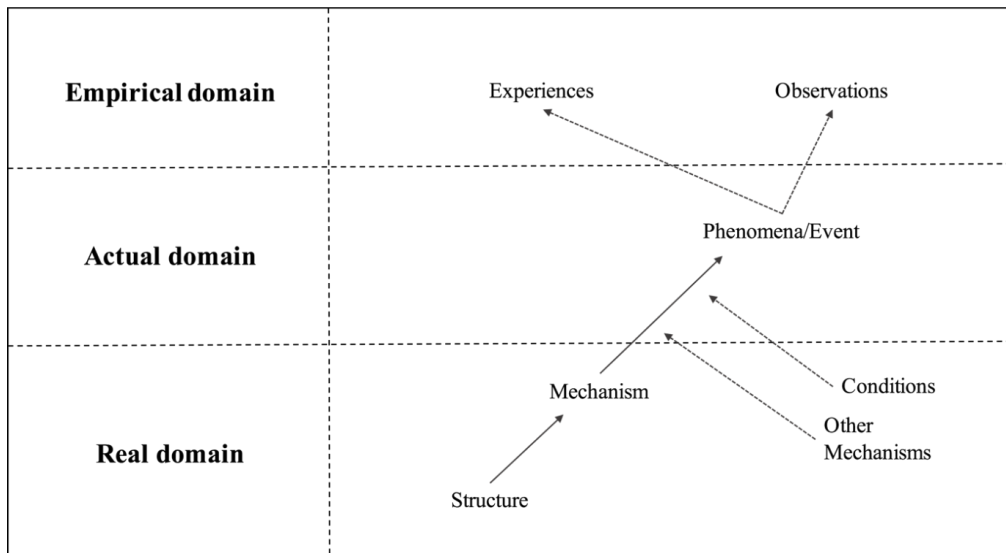 Empirical domain
Experiences
Observations
Actual domain
Phenomena/Event
Real domain
Mechanism
Conditions
Other
Mechanisms
Structure